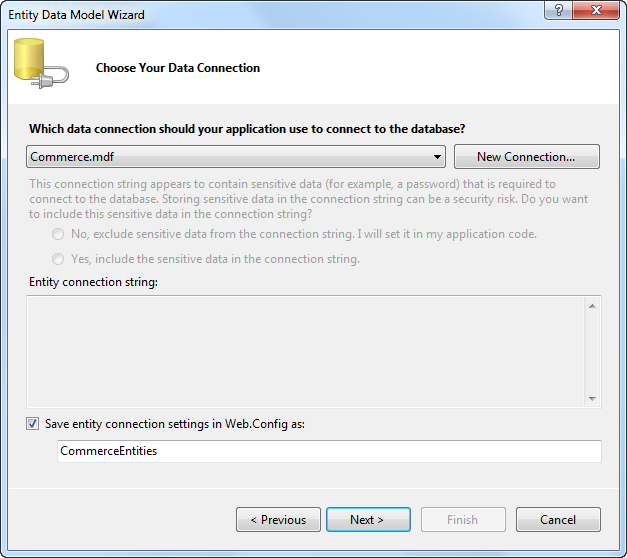 Entity Data Model Wizard
?
Choose Your Data Connection
Which data connection should your application use to connect to the database?
Commerce.mdf
New Connection...
This connection string appears to contain sensitive data (for example, a password) that is required to
connect to the database. Storing sensitive data in the connection string can be a security risk. Do you want
to include this sensitive data in the connection string?
No, exclude sensitive data from the connection string. I will set it in my application code.
Yes, include the sensitive data in the connection string.
Entity connection string:
Save entity connection settings in Web.Config as:
CommerceEntities
< Previous
Next >
Finish
Cancel